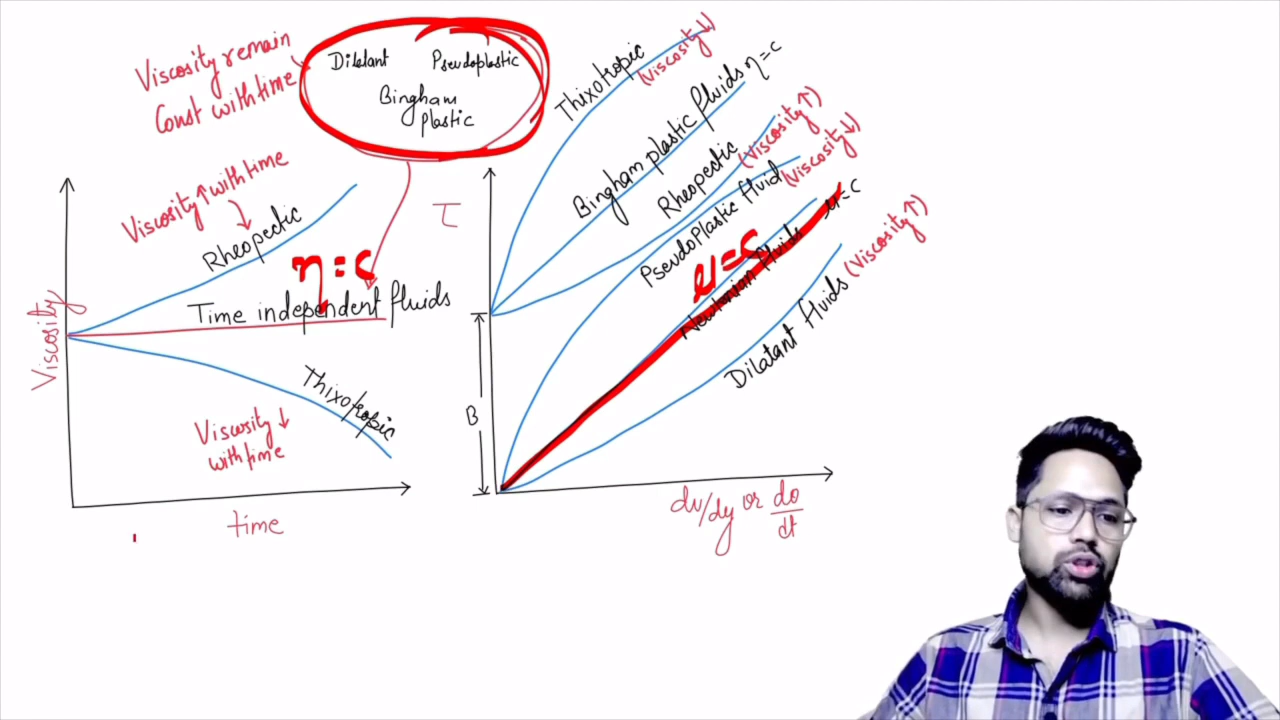 Viscosity remain
Const with time
Dilatant Pseudoplastic
Bingham
plastic
Viscosity ↑ with time
Rheopectic
η = c
Time independent fluids
Viscosity
Thixotropic
Viscosity ↓
with time
time
τ
B
Thixotropic
(Viscosity ↓)
Bingham plastic fluids η = c
Rheopectic
(Viscosity ↑)
Pseudoplastic fluid
(Viscosity ↓)
μ = c
Newtonian fluids μ = c
Dilatant fluids
(Viscosity ↑)
du/dy or dθ/dt